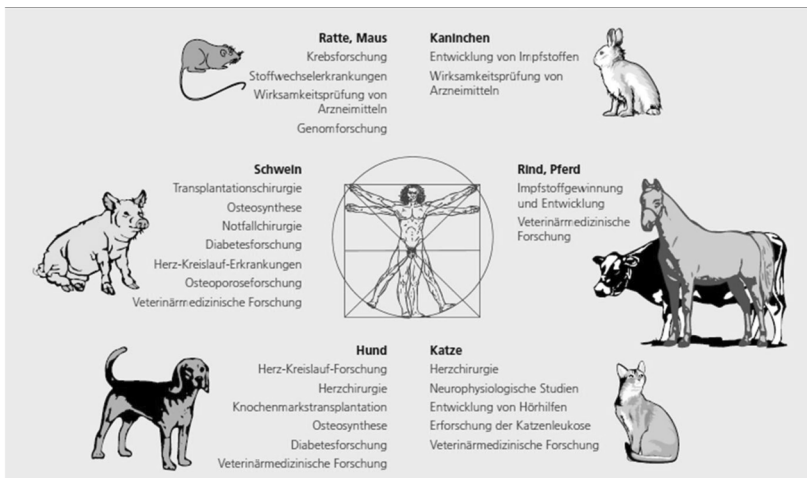 Ratte, Maus
Krebsforschung
Stoffwechselerkrankungen
Wirksamkeitsprüfung von
Arzneimitteln
Genomforschung
Kaninchen
Entwicklung von Impfstoffen
Wirksamkeitsprüfung von
Arzneimitteln
Schwein
Transplantationschirurgie
Osteosynthese
Notfallchirurgie
Diabetesforschung
Herz-Kreislauf-Erkrankungen
Osteoporoseforschung
Veterinärmedizinische Forschung
Rind, Pferd
Impfstoffgewinnung
und Entwicklung
Veterinärmedizinische
Forschung
Hund
Herz-Kreislauf-Forschung
Herzchirurgie
Knochenmarkstransplantation
Osteosynthese
Diabetesforschung
Veterinärmedizinische Forschung
Katze
Herzchirurgie
Neurophysiologische Studien
Entwicklung von Hörhilfen
Erforschung der Katzenleukose
Veterinärmedizinische Forschung